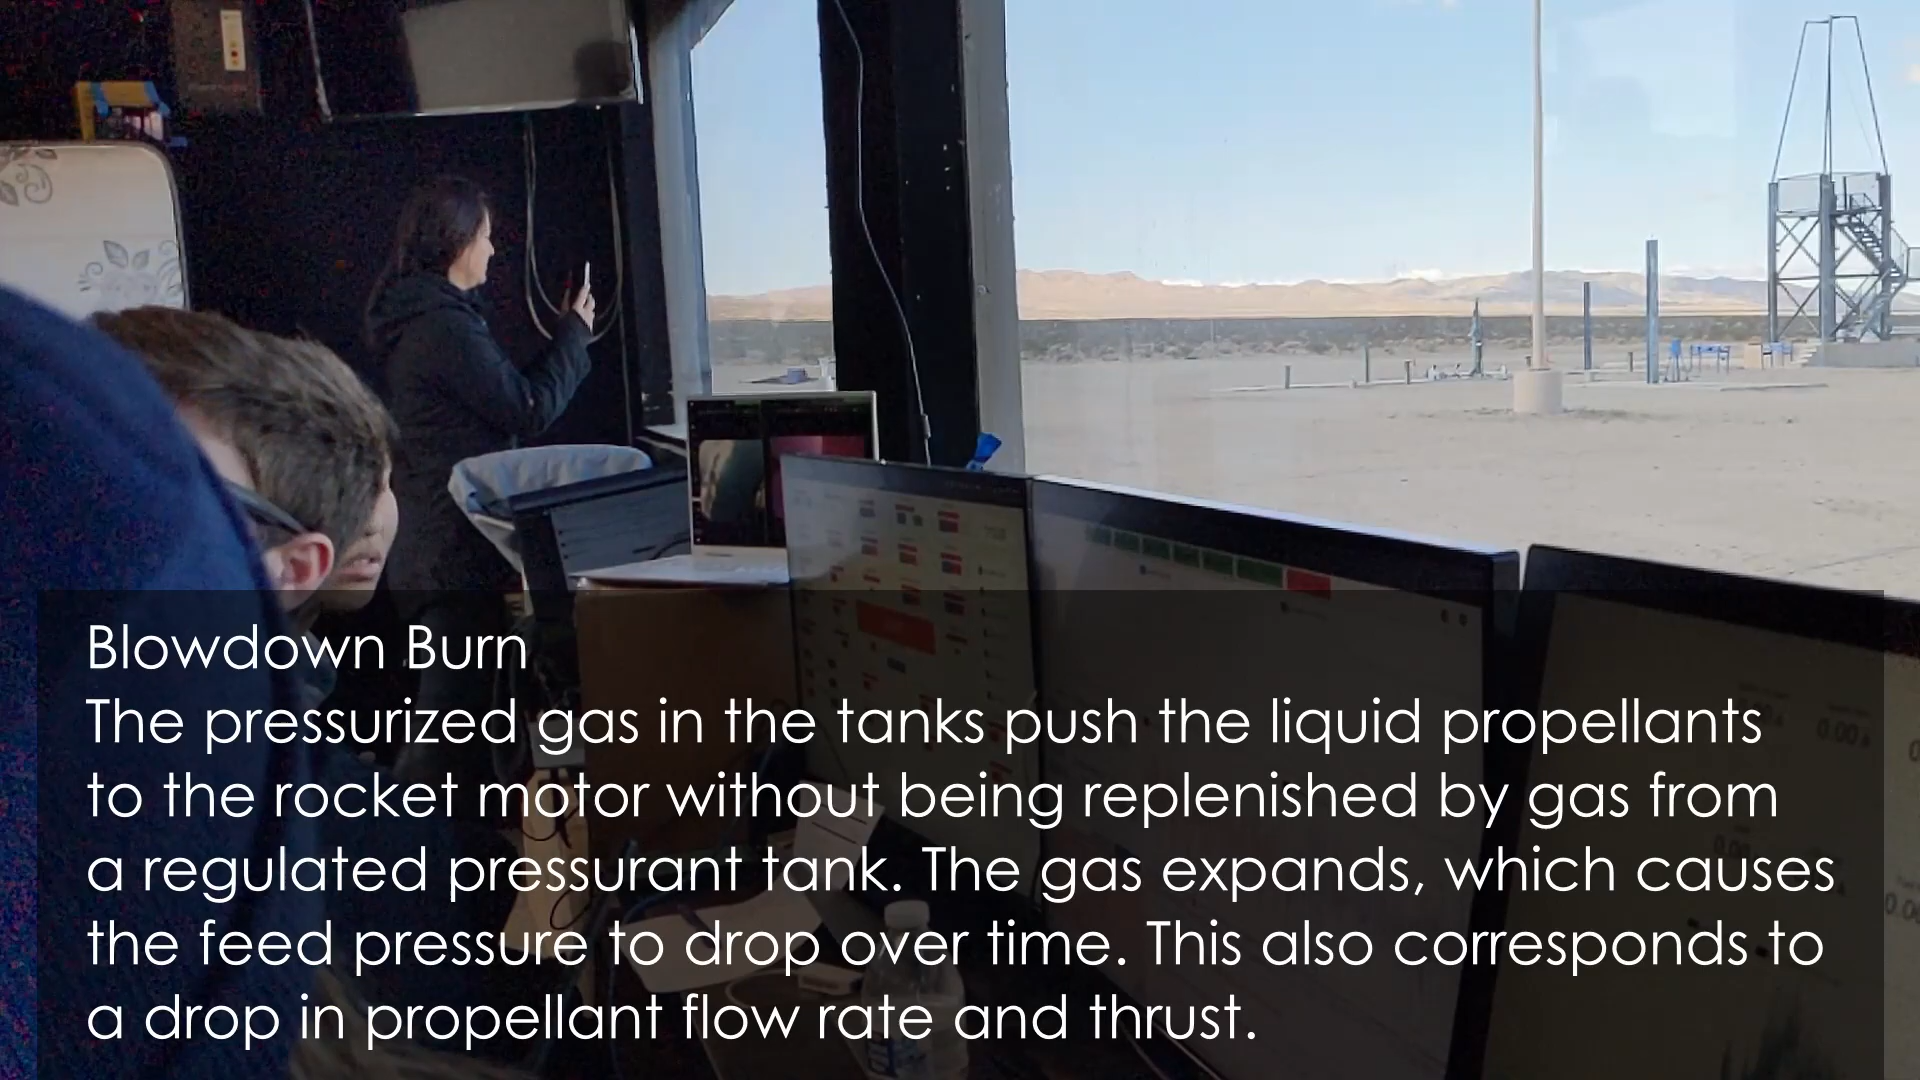 Blowdown Burn
The pressurized gas in the tanks push the liquid propellants
to the rocket motor without being replenished by gas from
a regulated pressurant tank. The gas expands, which causes
the feed pressure to drop over time. This also corresponds to
a drop in propellant flow rate and thrust.